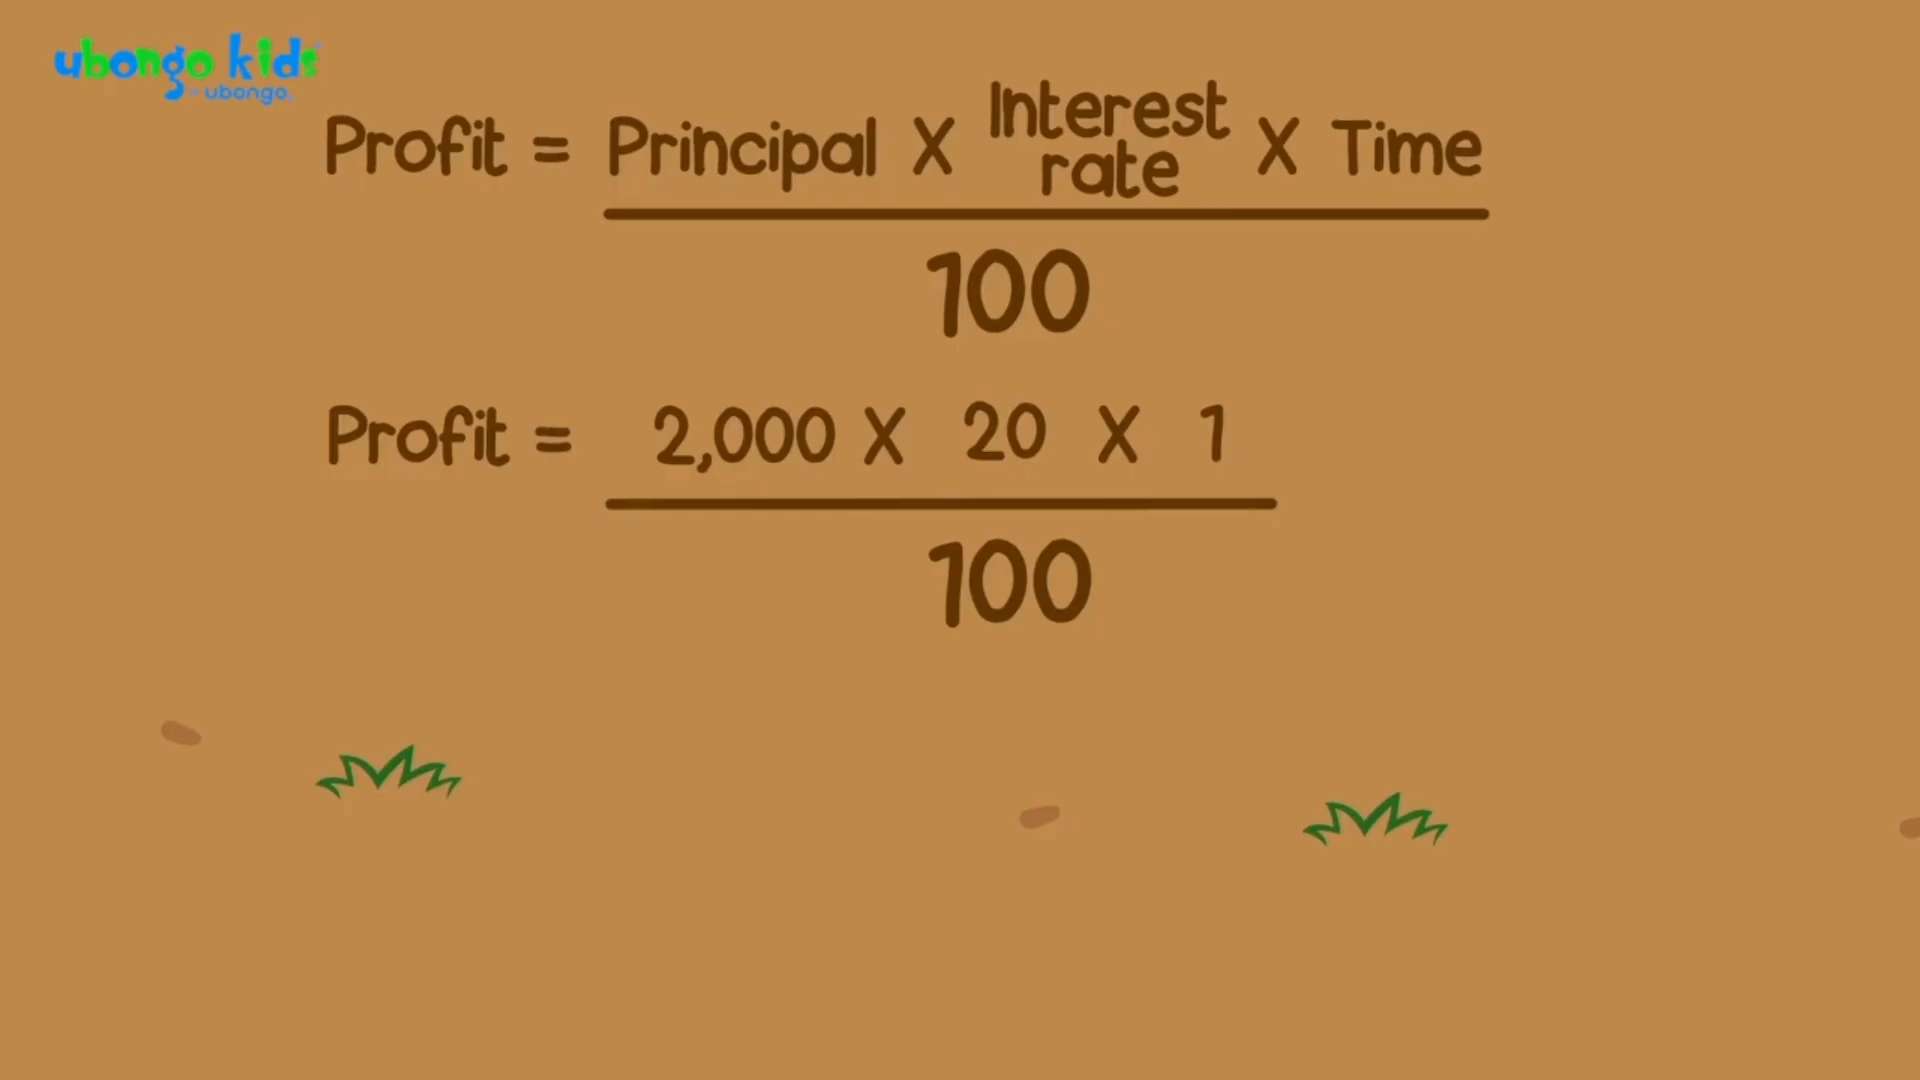 ubongo kids
ubongo
Profit = Principal X Interest rate X Time
100
Profit = 2,000 X 20 X 1
100